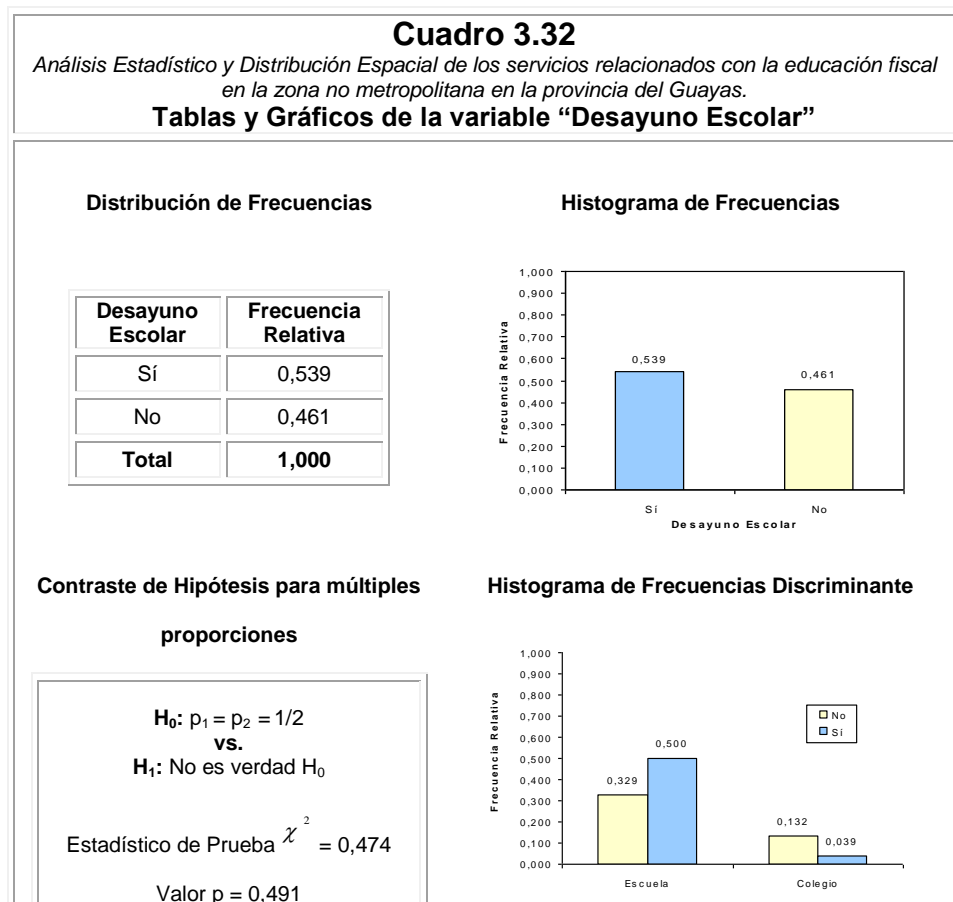 Cuadro 3.32
Análisis Estadístico y Distribución Espacial de los servicios relacionados con la educación fiscal
en la zona no metropolitana en la provincia del Guayas.
Tablas y Gráficos de la variable “Desayuno Escolar”
Distribución de Frecuencias
Desayuno Escolar Frecuencia Relativa
Sí 0,539
No 0,461
Total 1,000
Histograma de Frecuencias
Frecuencia Relativa
1,000
0,900
0,800
0,700
0,600
0,500
0,400
0,300
0,200
0,100
0,000
0,539
0,461
Sí No
Desayuno Escolar
Contraste de Hipótesis para múltiples
proporciones
H₀: p₁ = p₂ = 1/2
vs.
H₁: No es verdad H₀
Estadístico de Prueba χ² = 0,474
Valor p = 0,491
Histograma de Frecuencias Discriminante
Frecuencia Relativa
1,000
0,900
0,800
0,700
0,600
0,500
0,400
0,300
0,200
0,100
0,000
0,329
0,500
0,132
0,039
No
Sí
Escuela Colegio